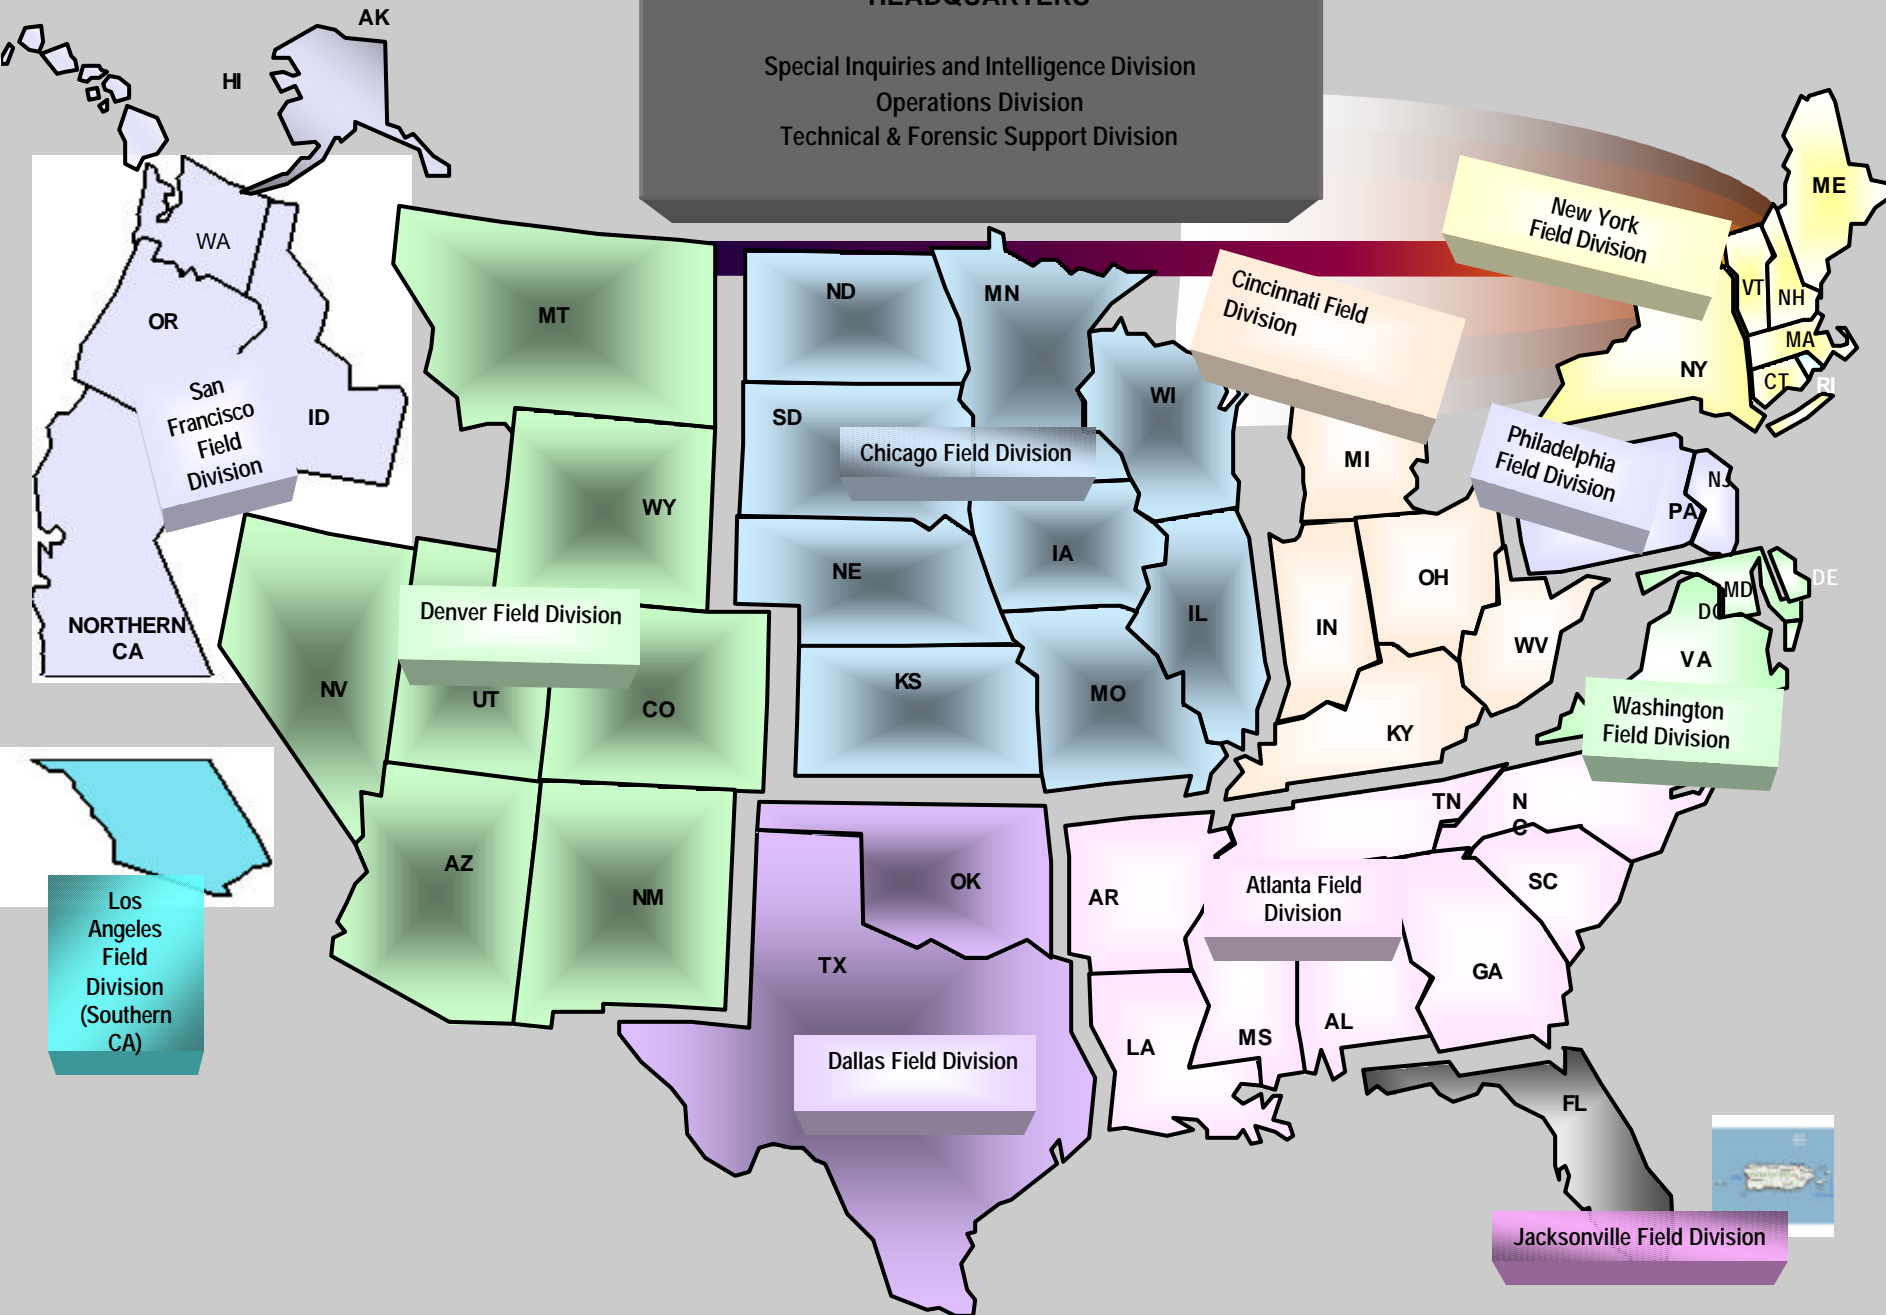 HEADQUARTERS
Special Inquiries and Intelligence Division
Operations Division
Technical & Forensic Support Division
AK
HI
WA
OR
ID
San
Francisco
Field
Division
NORTHERN
CA
Los
Angeles
Field
Division
(Southern
CA)
MT
WY
Denver Field Division
NV
UT
CO
AZ
NM
ND
MN
SD
WI
Chicago Field Division
NE
IA
IL
KS
MO
OK
TX
Dallas Field Division
Cincinnati Field
Division
MI
OH
IN
WV
KY
New York
Field Division
ME
VT
NH
MA
NY
CT
RI
Philadelphia
Field Division
NJ
PA
DE
MD
DC
VA
Washington
Field Division
TN
N
C
AR
Atlanta Field
Division
SC
GA
LA
MS
AL
FL
Jacksonville Field Division